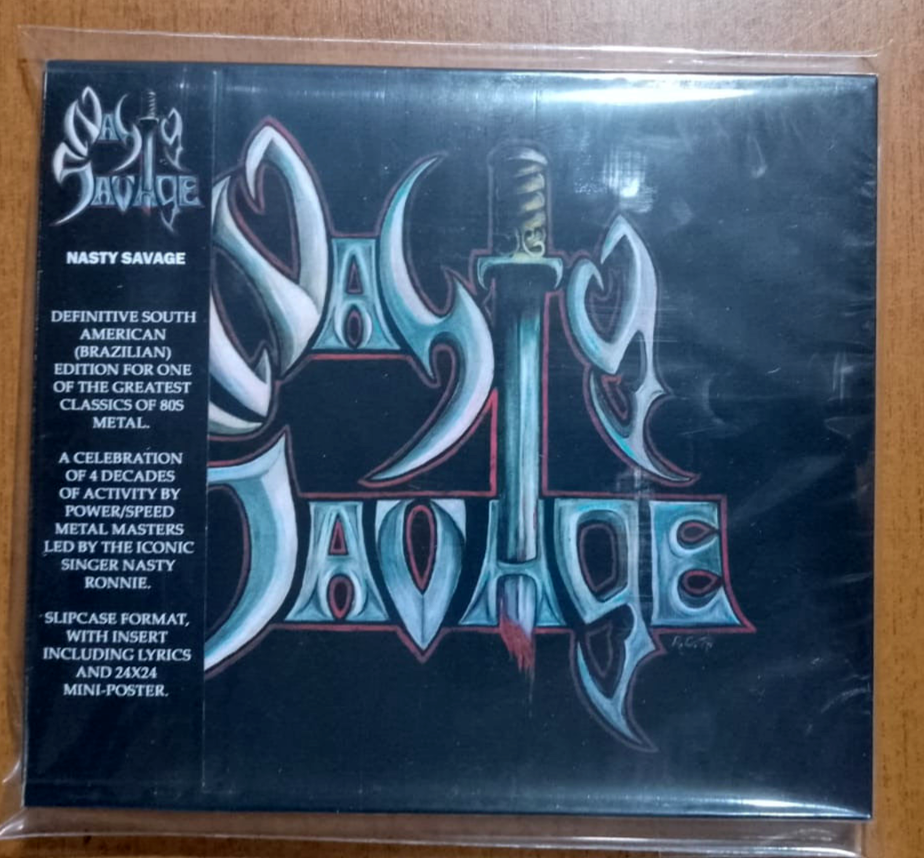 Nasty
Savage
NASTY SAVAGE
DEFINITIVE SOUTH
AMERICAN
(BRAZILIAN)
EDITION FOR ONE
OF THE GREATEST
CLASSICS OF 80S
METAL.
A CELEBRATION
OF 4 DECADES
OF ACTIVITY BY
POWER/SPEED
METAL MASTERS
LED BY THE ICONIC
SINGER NASTY
RONNIE.
SLIPCASE FORMAT,
WITH INSERT
INCLUDING LYRICS
AND 24X24
MINI-POSTER.
Nasty
Savage